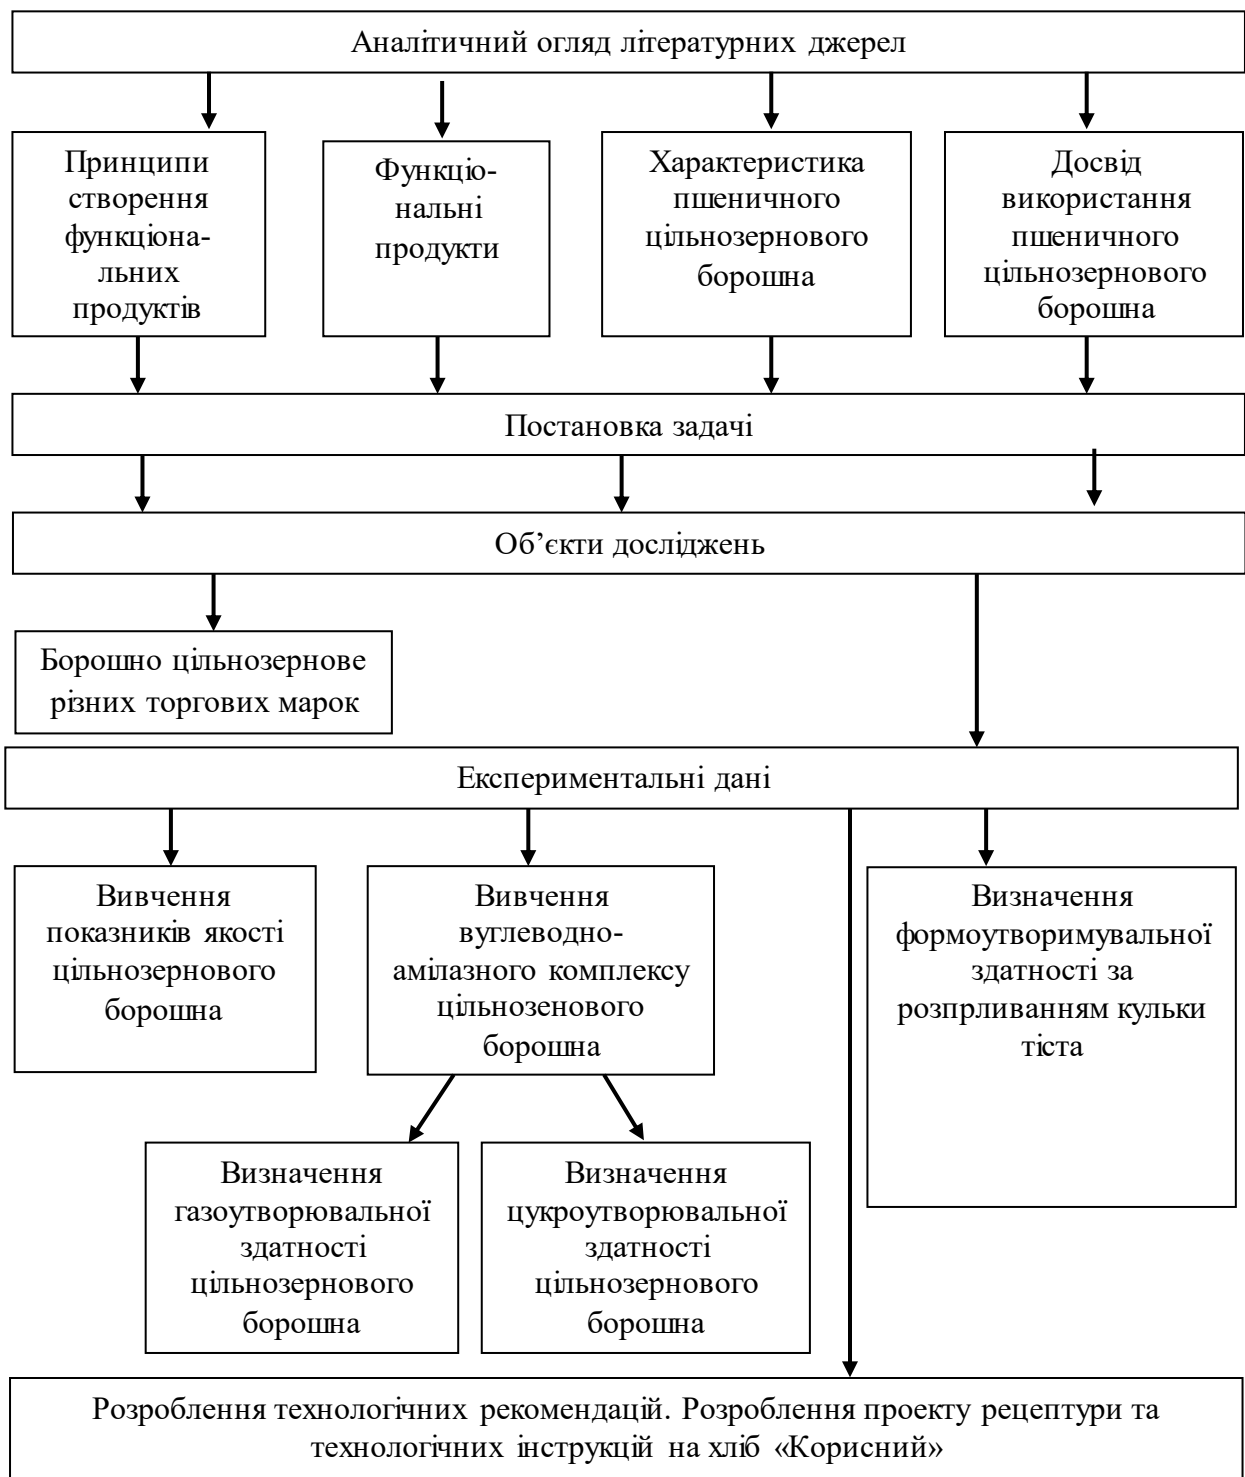 Аналітичний огляд літературних джерел
Принципи
створення
функціона-
льних
продуктів
Функціо-
нальні
продукти
Характеристика
пшеничного
цільнозернового
борошна
Досвід
використання
пшеничного
цільнозернового
борошна
Постановка задачі
Об’єкти досліджень
Борошно цільнозернове
різних торгових марок
Експериментальні дані
Вивчення
показників якості
цільнозернового
борошна
Вивчення
вуглеводно-
амілазного комплексу
цільнозенового
борошна
Визначення
формоутворимувальної
здатності за
розпрливанням кульки
тіста
Визначення
газоутворювальної
здатності
цільнозернового
борошна
Визначення
цукроутворювальної
здатності
цільнозернового
борошна
Розроблення технологічних рекомендацій. Розроблення проекту рецептури та
технологічних інструкцій на хліб «Корисний»